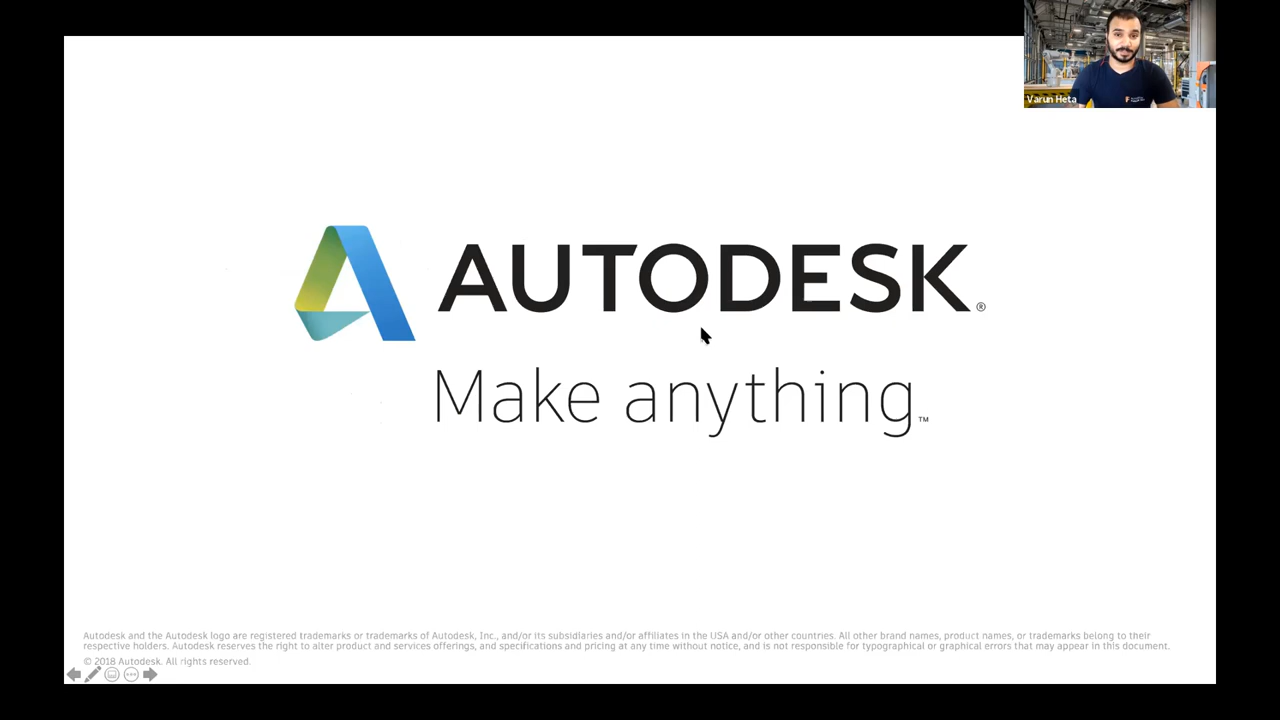 Varun Heta
AUTODESK®
Make anything™
Autodesk and the Autodesk logo are registered trademarks or trademarks of Autodesk, Inc., and/or its subsidiaries and/or affiliates in the USA and/or other countries. All other brand names, product names, or trademarks belong to their
respective holders. Autodesk reserves the right to alter product and services offerings, and specifications and pricing at any time without notice, and is not responsible for typographical or graphical errors that may appear in this document.
© 2018 Autodesk. All rights reserved.